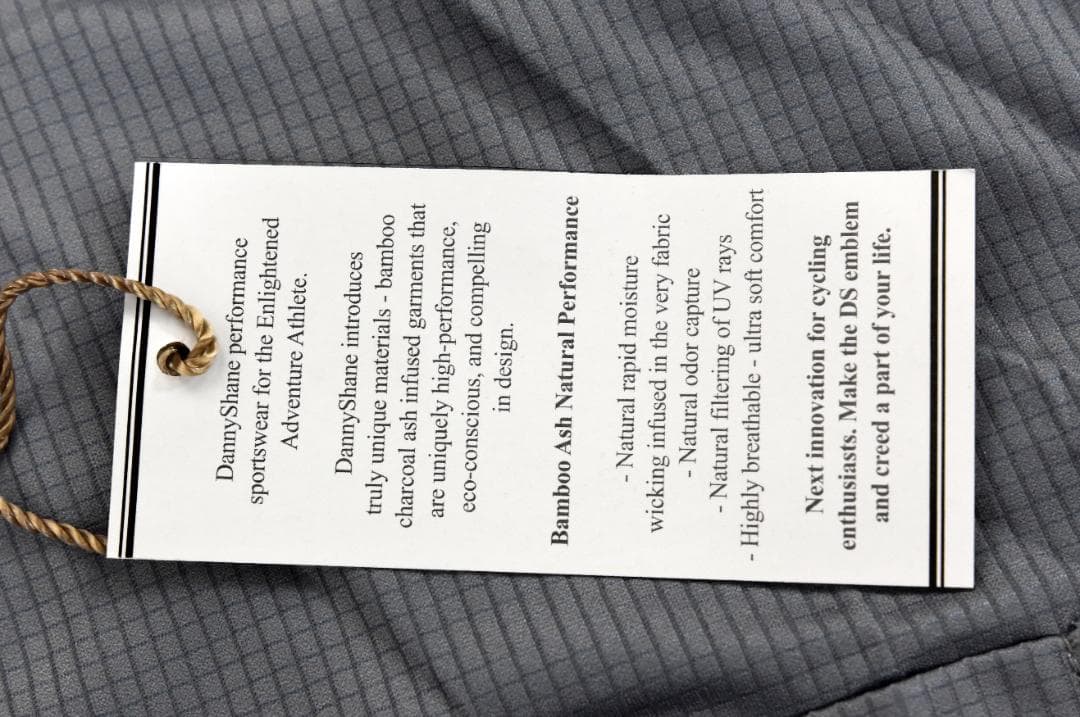 DannyShane performance
sportswear for the Enlightened
Adventure Athlete.
DannyShane introduces
truly unique materials - bamboo
charcoal ash infused garments that
are uniquely high-performance,
eco-conscious, and compelling
in design.
Bamboo Ash Natural Performance
- Natural rapid moisture
wicking infused in the very fabric
- Natural odor capture
- Natural filtering of UV rays
- Highly breathable - ultra soft comfort
Next innovation for cycling
enthusiasts. Make the DS emblem
and creed a part of your life.